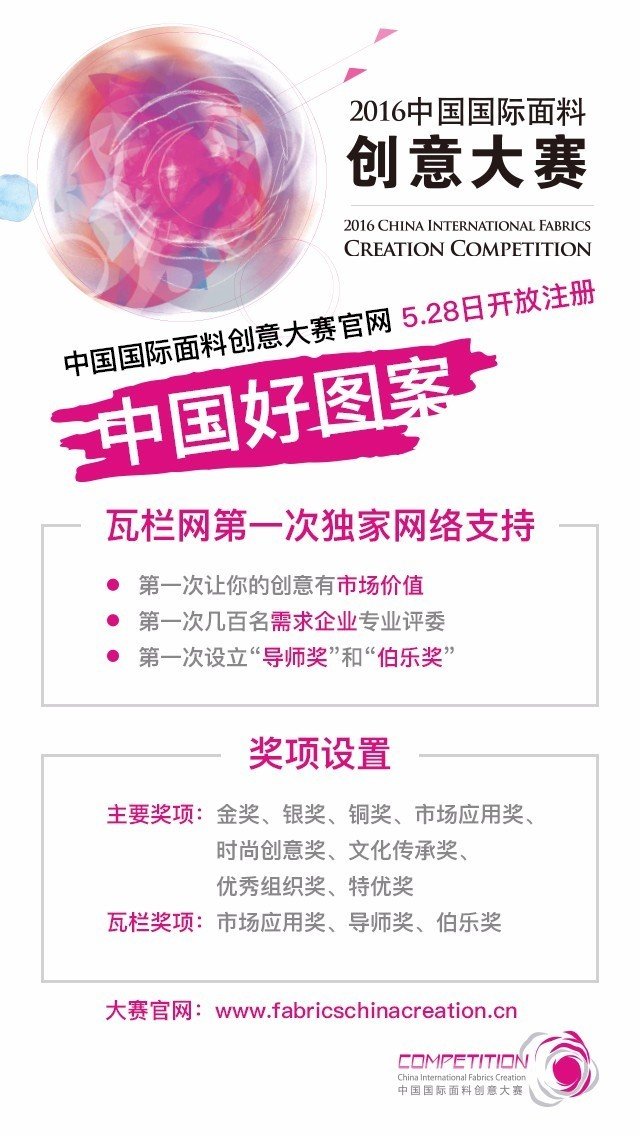 2016中国国际面料
创意大赛
2016 CHINA INTERNATIONAL FABRICS
CREATION COMPETITION
中国国际面料创意大赛官网 5.28日开放注册
中国好图案
瓦栏网第一次独家网络支持
● 第一次让你的创意有市场价值
● 第一次几百名需求企业专业评委
● 第一次设立“导师奖”和“伯乐奖”
奖项设置
主要奖项：金奖、银奖、铜奖、市场应用奖、
时尚创意奖、文化传承奖、
优秀组织奖、特优奖
瓦栏奖项：市场应用奖、导师奖、伯乐奖
大赛官网：www.fabricschinacreation.cn
COMPETITION
China International Fabrics Creation
中国国际面料创意大赛